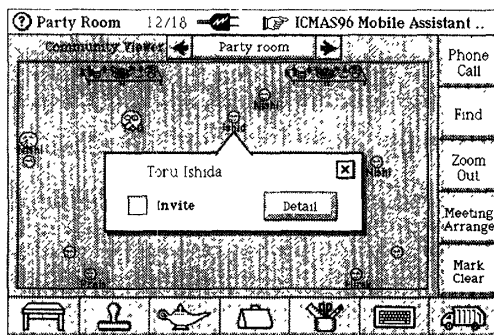 Party Room 12/18 ICMAS96 Mobile Assistant ..
Community Viewer Party room
Phone Call
Find
Zoom Out
Meeting Arrange
Mark Clear
Toru Ishida
Invite Detail